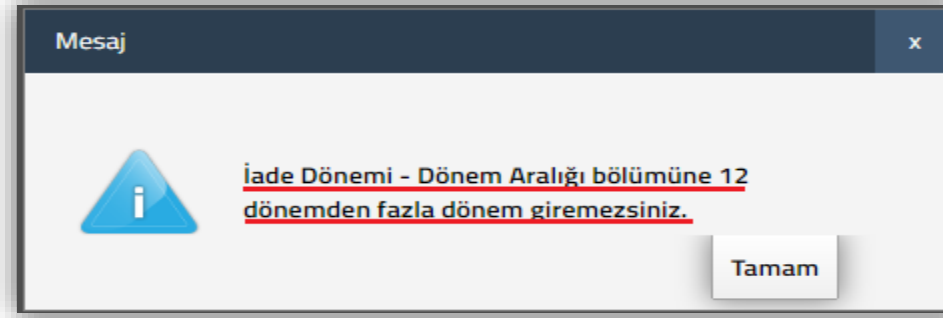 Mesaj
x
İade Dönemi - Dönem Aralığı bölümüne 12
dönemden fazla dönem giremezsiniz.
Tamam